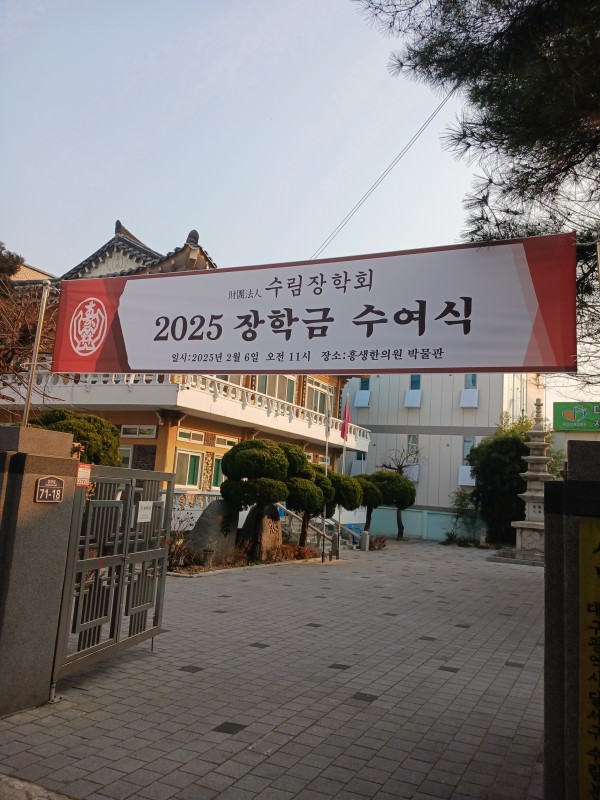 財團法人 수림장학회
2025 장학금 수여식
일시:2025년 2월 6일 오전 11시 장소:흥생한의원 박물관
71-18